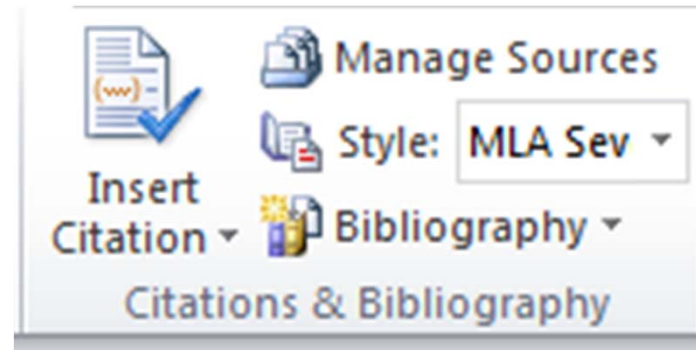 Insert
Citation
Manage Sources
Style: MLA Sev
Bibliography
Citations & Bibliography